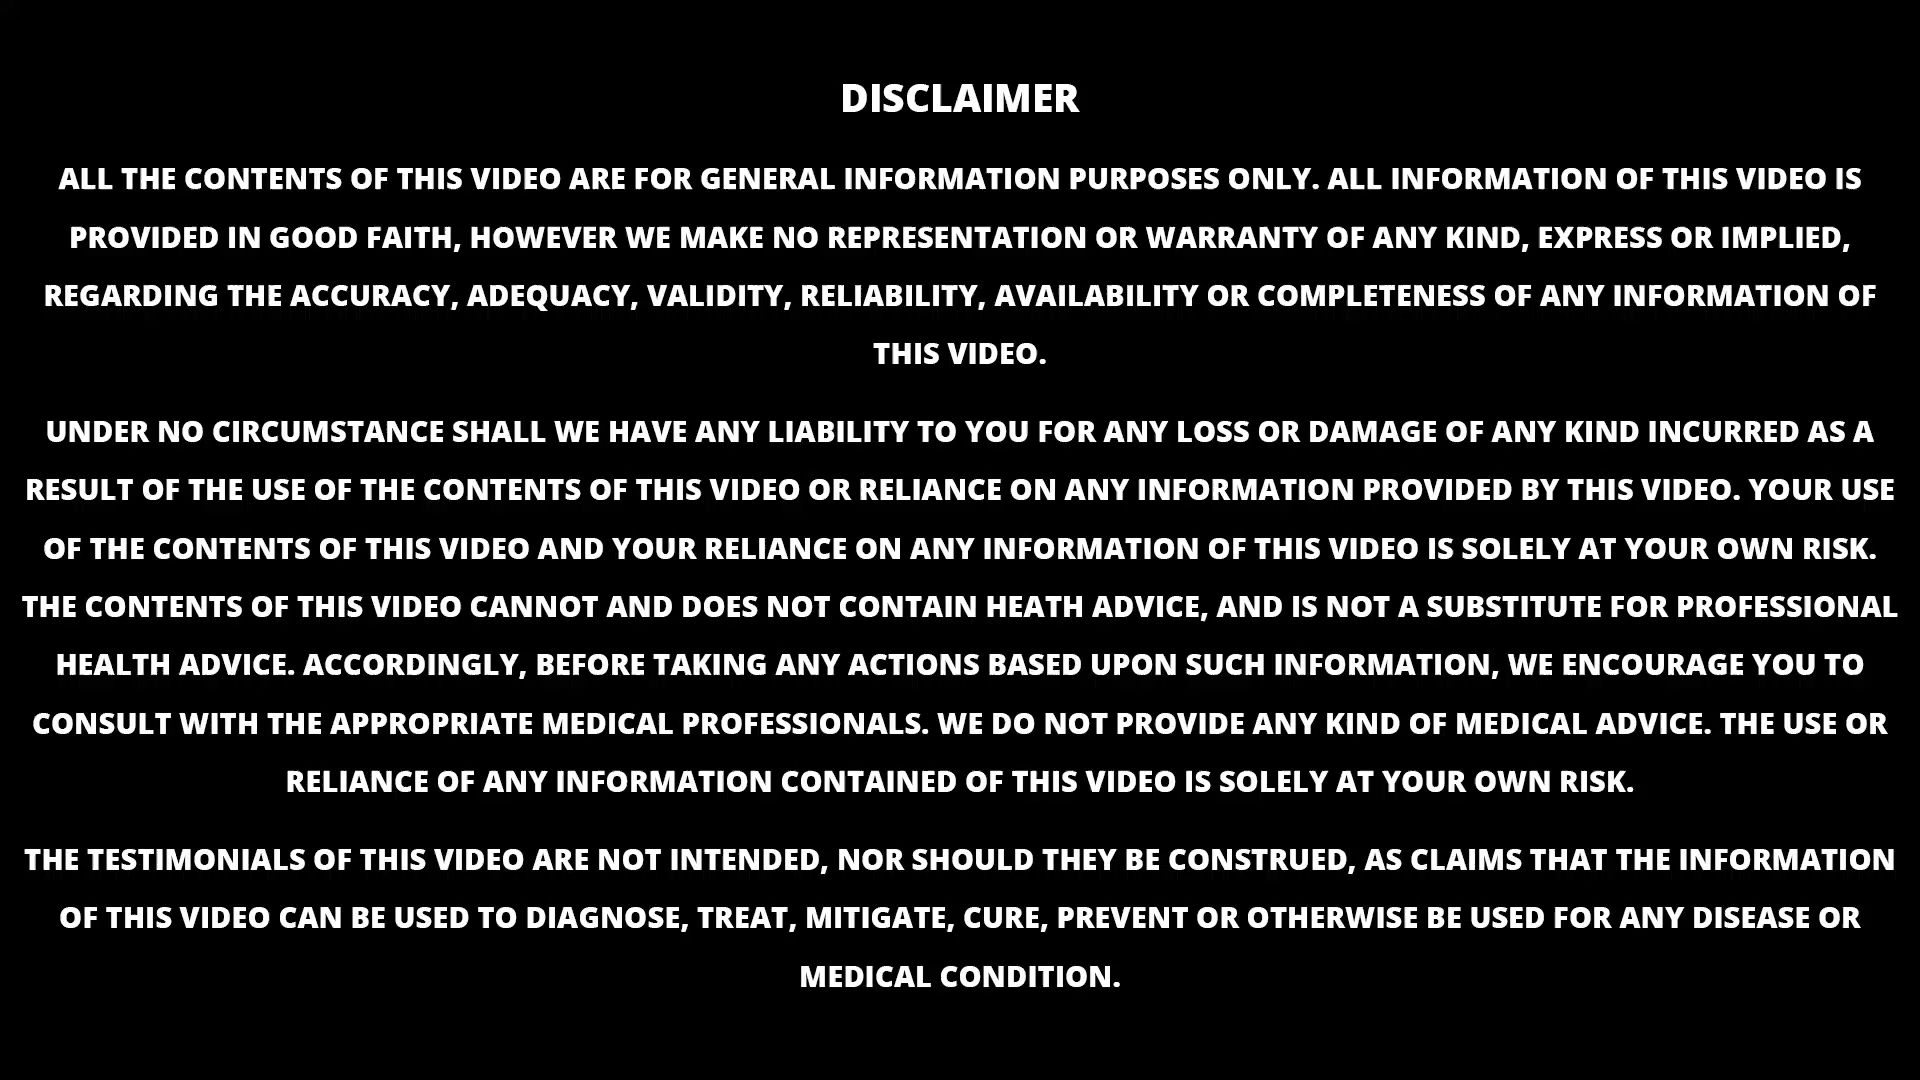 DISCLAIMER
ALL THE CONTENTS OF THIS VIDEO ARE FOR GENERAL INFORMATION PURPOSES ONLY. ALL INFORMATION OF THIS VIDEO IS
PROVIDED IN GOOD FAITH, HOWEVER WE MAKE NO REPRESENTATION OR WARRANTY OF ANY KIND, EXPRESS OR IMPLIED,
REGARDING THE ACCURACY, ADEQUACY, VALIDITY, RELIABILITY, AVAILABILITY OR COMPLETENESS OF ANY INFORMATION OF
THIS VIDEO.
UNDER NO CIRCUMSTANCE SHALL WE HAVE ANY LIABILITY TO YOU FOR ANY LOSS OR DAMAGE OF ANY KIND INCURRED AS A
RESULT OF THE USE OF THE CONTENTS OF THIS VIDEO OR RELIANCE ON ANY INFORMATION PROVIDED BY THIS VIDEO. YOUR USE
OF THE CONTENTS OF THIS VIDEO AND YOUR RELIANCE ON ANY INFORMATION OF THIS VIDEO IS SOLELY AT YOUR OWN RISK.
THE CONTENTS OF THIS VIDEO CANNOT AND DOES NOT CONTAIN HEATH ADVICE, AND IS NOT A SUBSTITUTE FOR PROFESSIONAL
HEALTH ADVICE. ACCORDINGLY, BEFORE TAKING ANY ACTIONS BASED UPON SUCH INFORMATION, WE ENCOURAGE YOU TO
CONSULT WITH THE APPROPRIATE MEDICAL PROFESSIONALS. WE DO NOT PROVIDE ANY KIND OF MEDICAL ADVICE. THE USE OR
RELIANCE OF ANY INFORMATION CONTAINED OF THIS VIDEO IS SOLELY AT YOUR OWN RISK.
THE TESTIMONIALS OF THIS VIDEO ARE NOT INTENDED, NOR SHOULD THEY BE CONSTRUED, AS CLAIMS THAT THE INFORMATION
OF THIS VIDEO CAN BE USED TO DIAGNOSE, TREAT, MITIGATE, CURE, PREVENT OR OTHERWISE BE USED FOR ANY DISEASE OR
MEDICAL CONDITION.